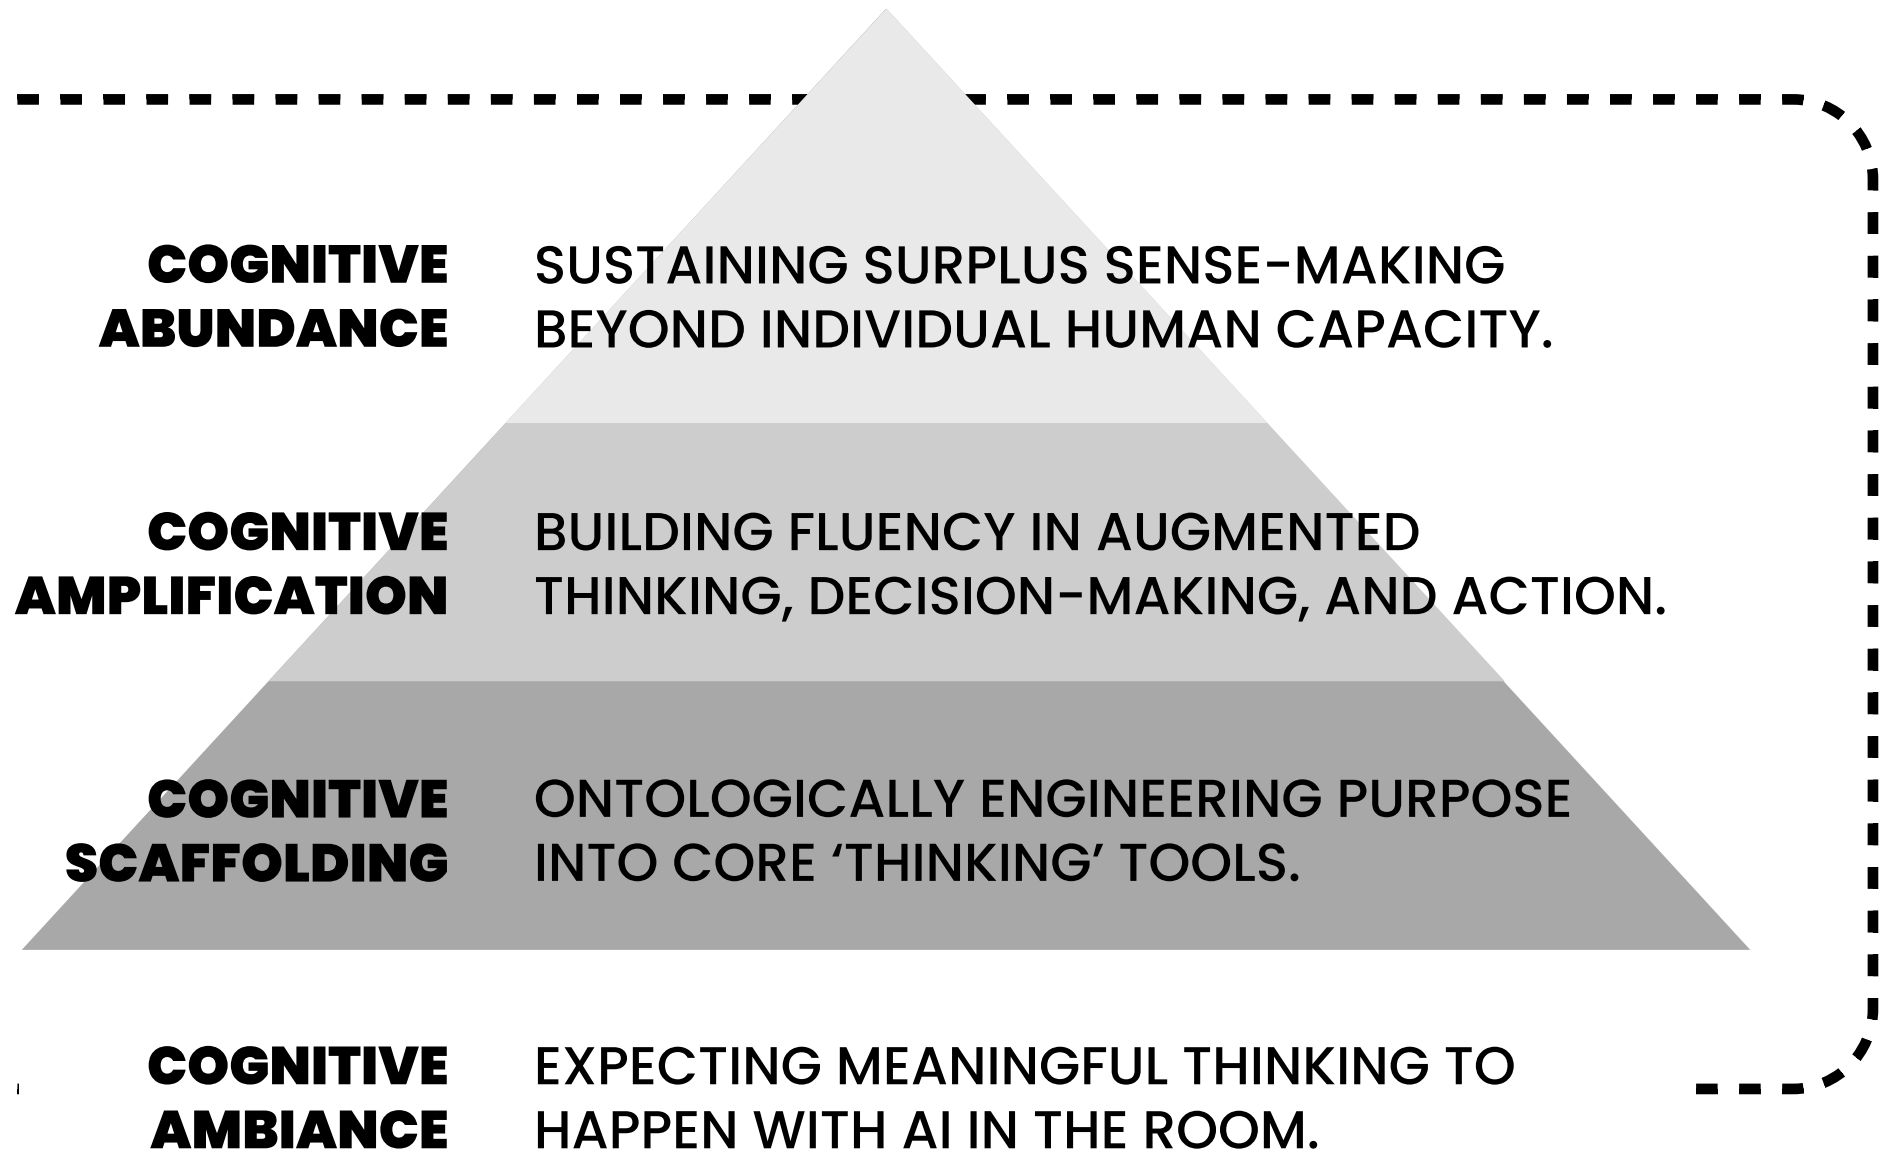 COGNITIVE
ABUNDANCE
SUSTAINING SURPLUS SENSE-MAKING
BEYOND INDIVIDUAL HUMAN CAPACITY.
COGNITIVE
AMPLIFICATION
BUILDING FLUENCY IN AUGMENTED
THINKING, DECISION-MAKING, AND ACTION.
COGNITIVE
SCAFFOLDING
ONTOLOGICALLY ENGINEERING PURPOSE
INTO CORE ‘THINKING’ TOOLS.
COGNITIVE
AMBIANCE
EXPECTING MEANINGFUL THINKING TO
HAPPEN WITH AI IN THE ROOM.